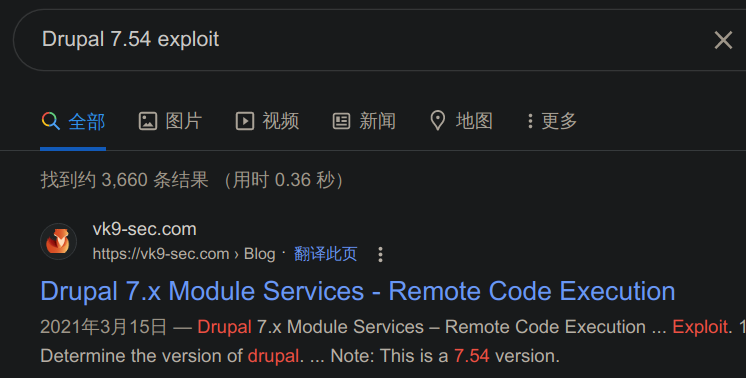 Drupal 7.54 exploit
全部 图片 视频 新闻 地图 更多
找到约 3,660 条结果 （用时 0.36 秒）
vk9-sec.com
https://vk9-sec.com › Blog · 翻译此页
Drupal 7.x Module Services - Remote Code Execution
2021年3月15日 — Drupal 7.x Module Services – Remote Code Execution ... Exploit. 1
Determine the version of drupal. ... Note: This is a 7.54 version.